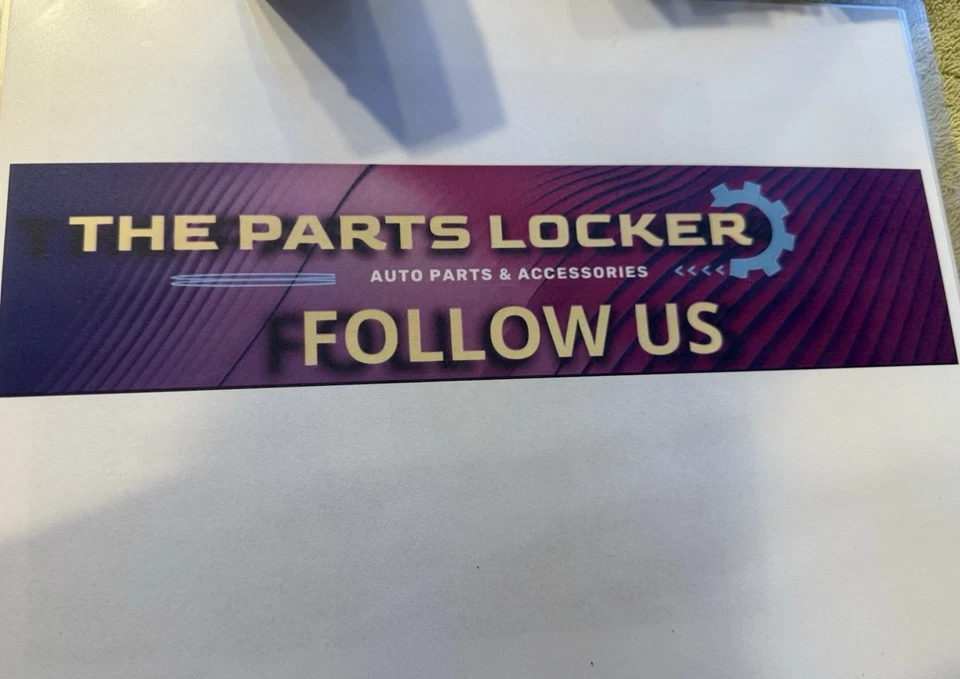 THE PARTS LOCKER
AUTO PARTS & ACCESSORIES <<<<
FOLLOW US